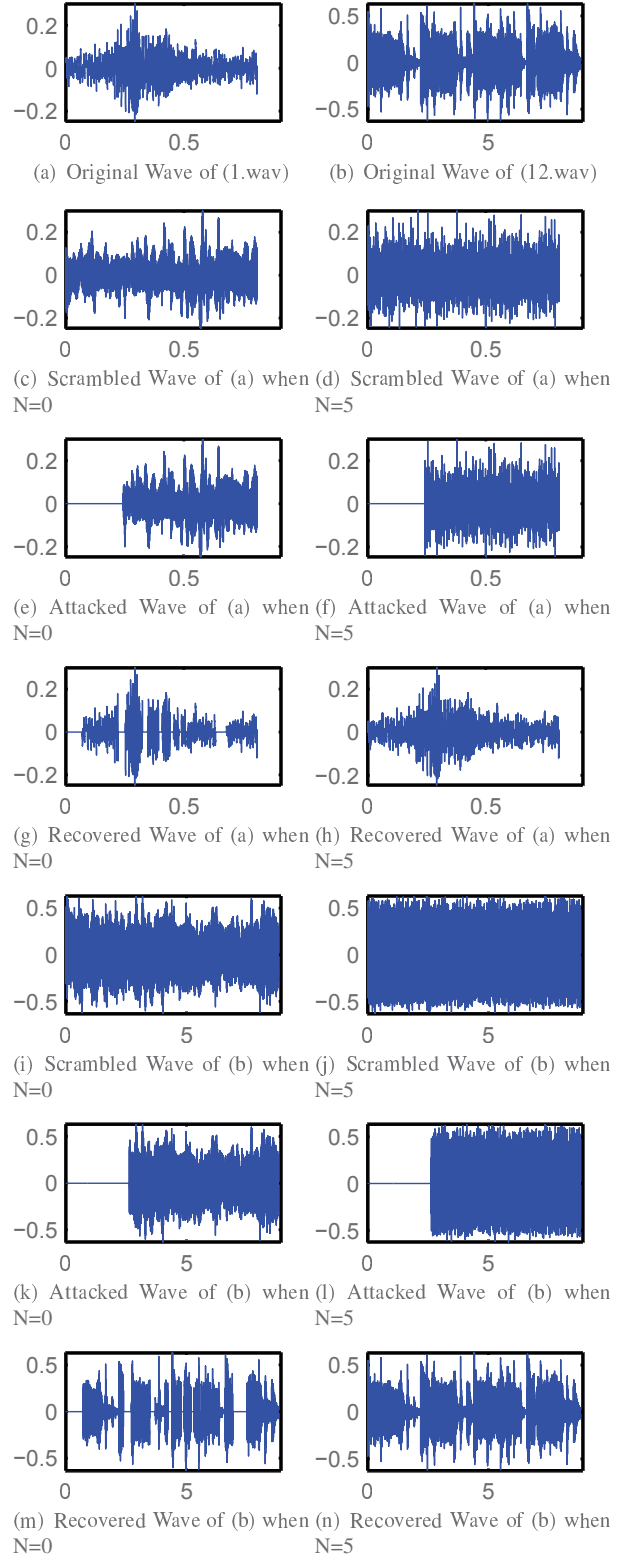 0.2
0
−0.2
0 0.5
(a) Original Wave of (1.wav)
0.5
0
−0.5
0 5
(b) Original Wave of (12.wav)
0.2
0
−0.2
0 0.5
(c) Scrambled Wave of (a) when
N=0
0.2
0
−0.2
0 0.5
(d) Scrambled Wave of (a) when
N=5
0.2
0
−0.2
0 0.5
(e) Attacked Wave of (a) when
N=0
0.2
0
−0.2
0 0.5
(f) Attacked Wave of (a) when
N=5
0.2
0
−0.2
0 0.5
(g) Recovered Wave of (a) when
N=0
0.2
0
−0.2
0 0.5
(h) Recovered Wave of (a) when
N=5
0.5
0
−0.5
0 5
(i) Scrambled Wave of (b) when
N=0
0.5
0
−0.5
0 5
(j) Scrambled Wave of (b) when
N=5
0.5
0
−0.5
0 5
(k) Attacked Wave of (b) when
N=0
0.5
0
−0.5
0 5
(l) Attacked Wave of (b) when
N=5
0.5
0
−0.5
0 5
(m) Recovered Wave of (b) when
N=0
0.5
0
−0.5
0 5
(n) Recovered Wave of (b) when
N=5